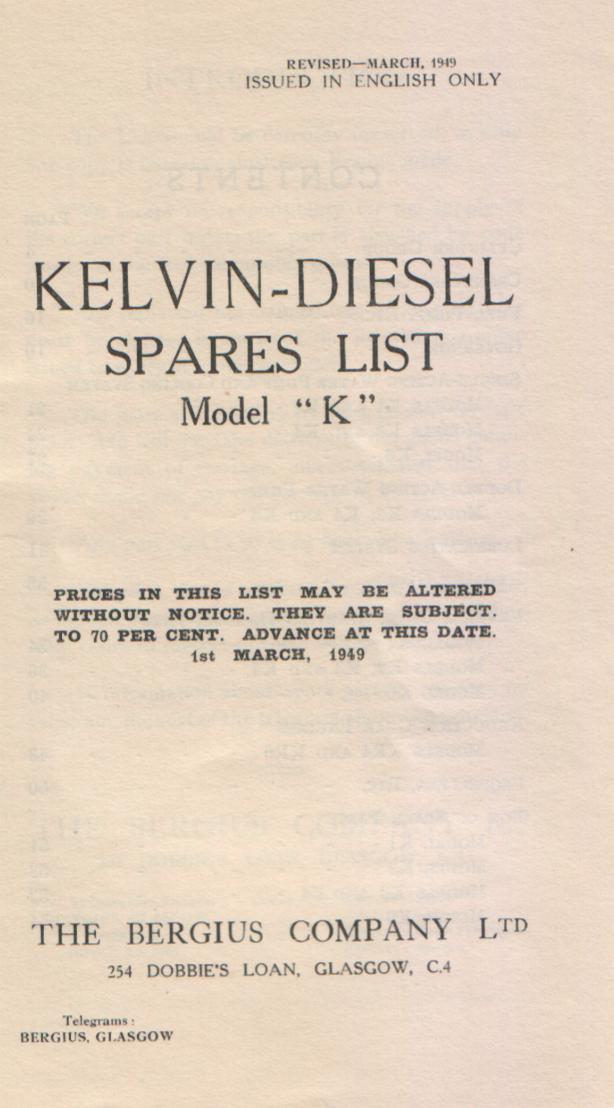 REVISED—MARCH, 1949
ISSUED IN ENGLISH ONLY
KELVIN-DIESEL
SPARES LIST
Model “K”
PRICES IN THIS LIST MAY BE ALTERED
WITHOUT NOTICE. THEY ARE SUBJECT.
TO 70 PER CENT. ADVANCE AT THIS DATE.
1st MARCH, 1949
THE BERGIUS COMPANY LTD
254 DOBBIE'S LOAN, GLASGOW, C.4
Telegrams :
BERGIUS, GLASGOW